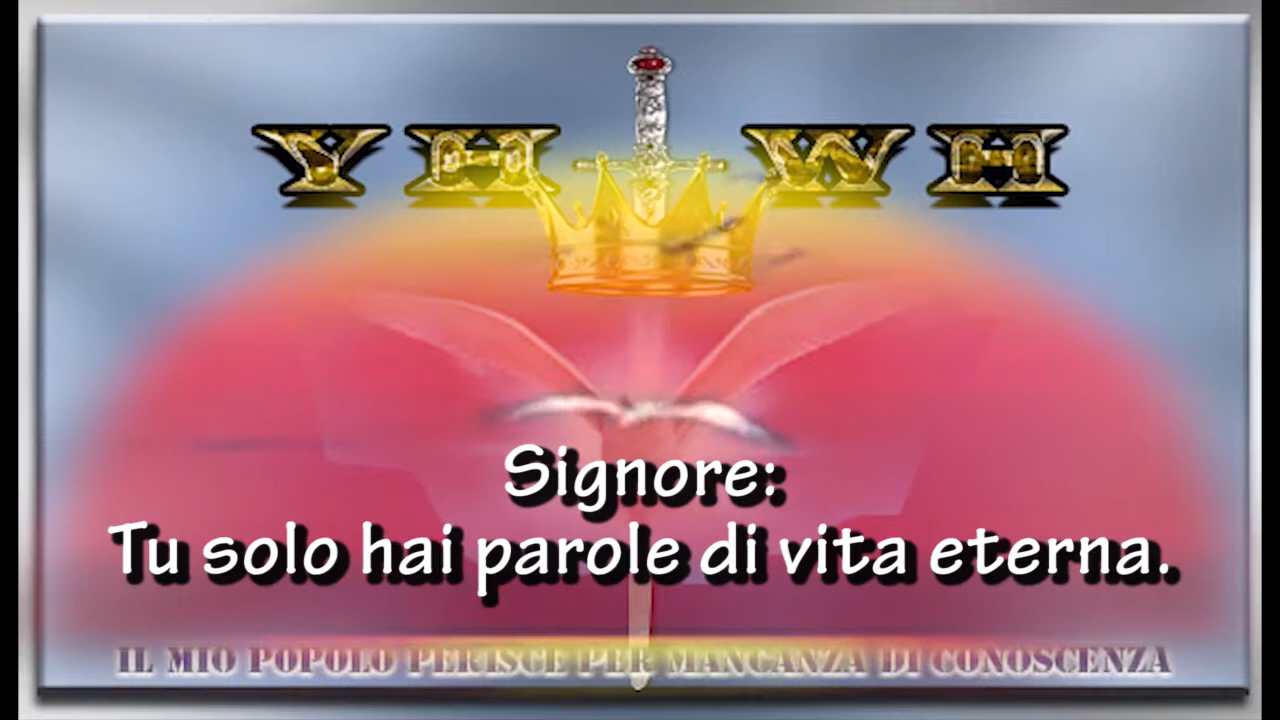 YHWH
Signore:
Tu solo hai parole di vita eterna.
IL MIO POPOLO PERISCE PER MANCANZA DI CONOSCENZA